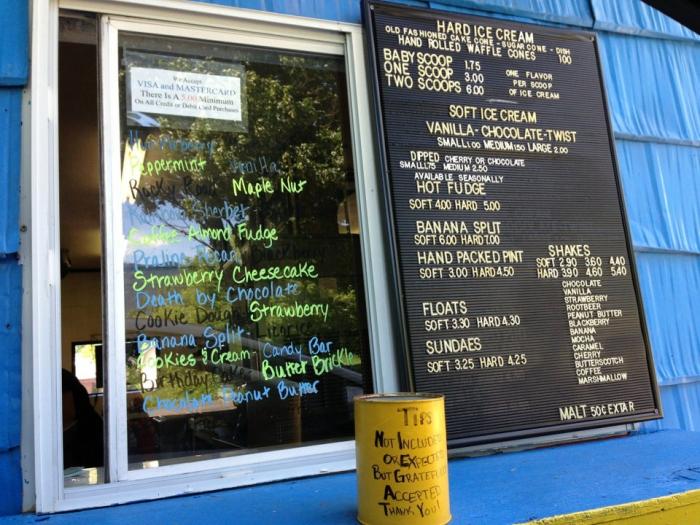 We Accept
VISA and MASTERCARD
There Is A 5.00 Minimum
On All Credit or Debit Card Purchases
Peppermint Vanilla
Rocky Road Maple Nut
Rainbow Sherbet
Coffee Almond Fudge
Praline Pecan Blackberry
Strawberry Cheesecake
Death by Chocolate
Cookie Dough Strawberry
Banana Split Licorice
Cookies & Cream Candy Bar
Birthday Cake Butter Brickle
Chocolate Peanut Butter
HARD ICE CREAM
OLD FASHIONED CAKE CONE - SUGAR CONE - DISH
HAND ROLLED WAFFLE CONES 1.00
BABY SCOOP 1.75
ONE SCOOP 3.00
TWO SCOOPS 6.00
ONE FLAVOR
PER SCOOP
OF ICE CREAM
SOFT ICE CREAM
VANILLA - CHOCOLATE - TWIST
SMALL 1.00 MEDIUM 1.50 LARGE 2.00
DIPPED CHERRY OR CHOCOLATE
SMALL 1.75 MEDIUM 2.50
AVAILABLE SEASONALLY
HOT FUDGE
SOFT 4.00 HARD 5.00
BANANA SPLIT
SOFT 6.00 HARD 7.00
HAND PACKED PINT
SOFT 3.00 HARD 4.50
FLOATS
SOFT 3.30 HARD 4.30
SUNDAES
SOFT 3.25 HARD 4.25
SHAKES
SOFT 2.90 3.60 4.40
HARD 3.90 4.60 5.40
CHOCOLATE
VANILLA
STRAWBERRY
ROOTBEER
PEANUT BUTTER
BLACKBERRY
BANANA
MOCHA
CARAMEL
CHERRY
BUTTERSCOTCH
COFFEE
MARSHMALLOW
MALT 50¢ EXTAR
TIPS
NOT INCLUDED
OR EXPECTED
BUT GRATEFULLY
ACCEPTED
THANK YOU!